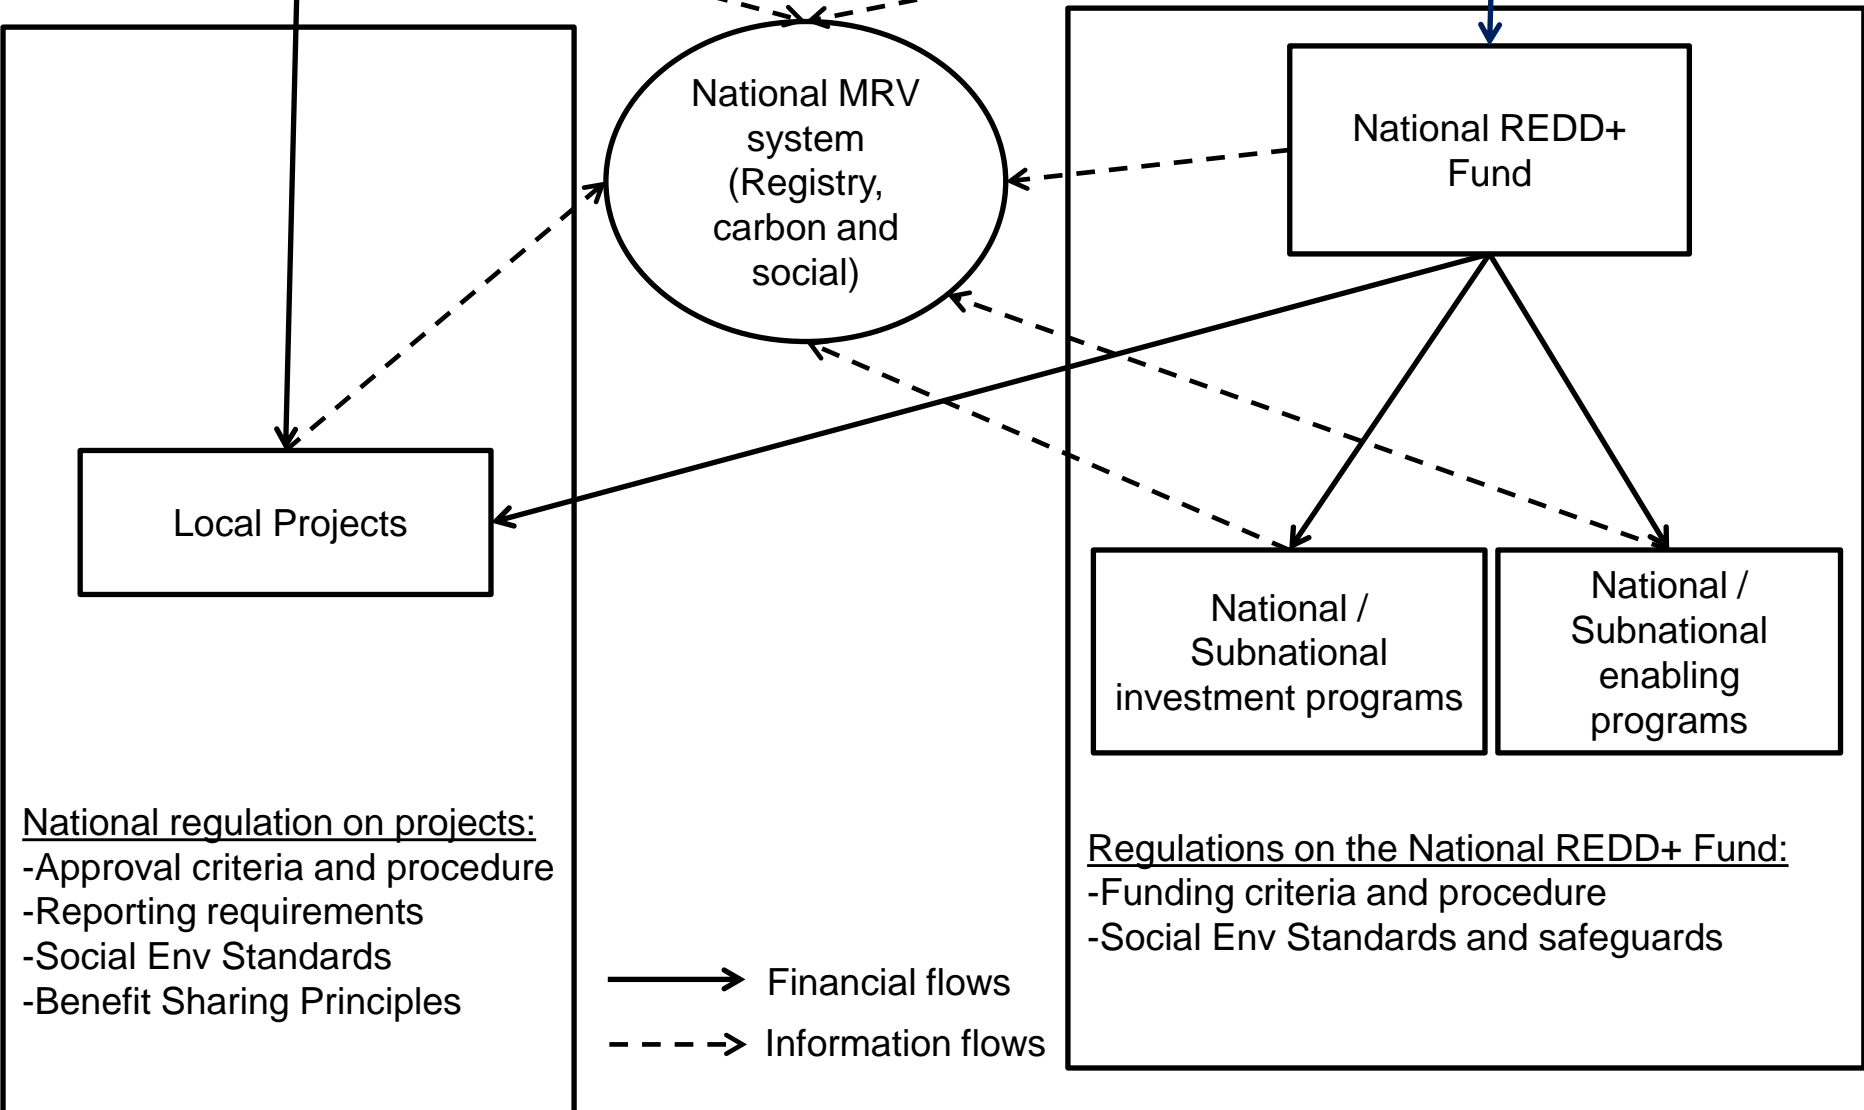 National MRV
system
(Registry,
carbon and
social)
National REDD+
Fund
Local Projects
National /
Subnational
investment programs
National /
Subnational
enabling
programs
National regulation on projects:
-Approval criteria and procedure
-Reporting requirements
-Social Env Standards
-Benefit Sharing Principles
Regulations on the National REDD+ Fund:
-Funding criteria and procedure
-Social Env Standards and safeguards
Financial flows
Information flows